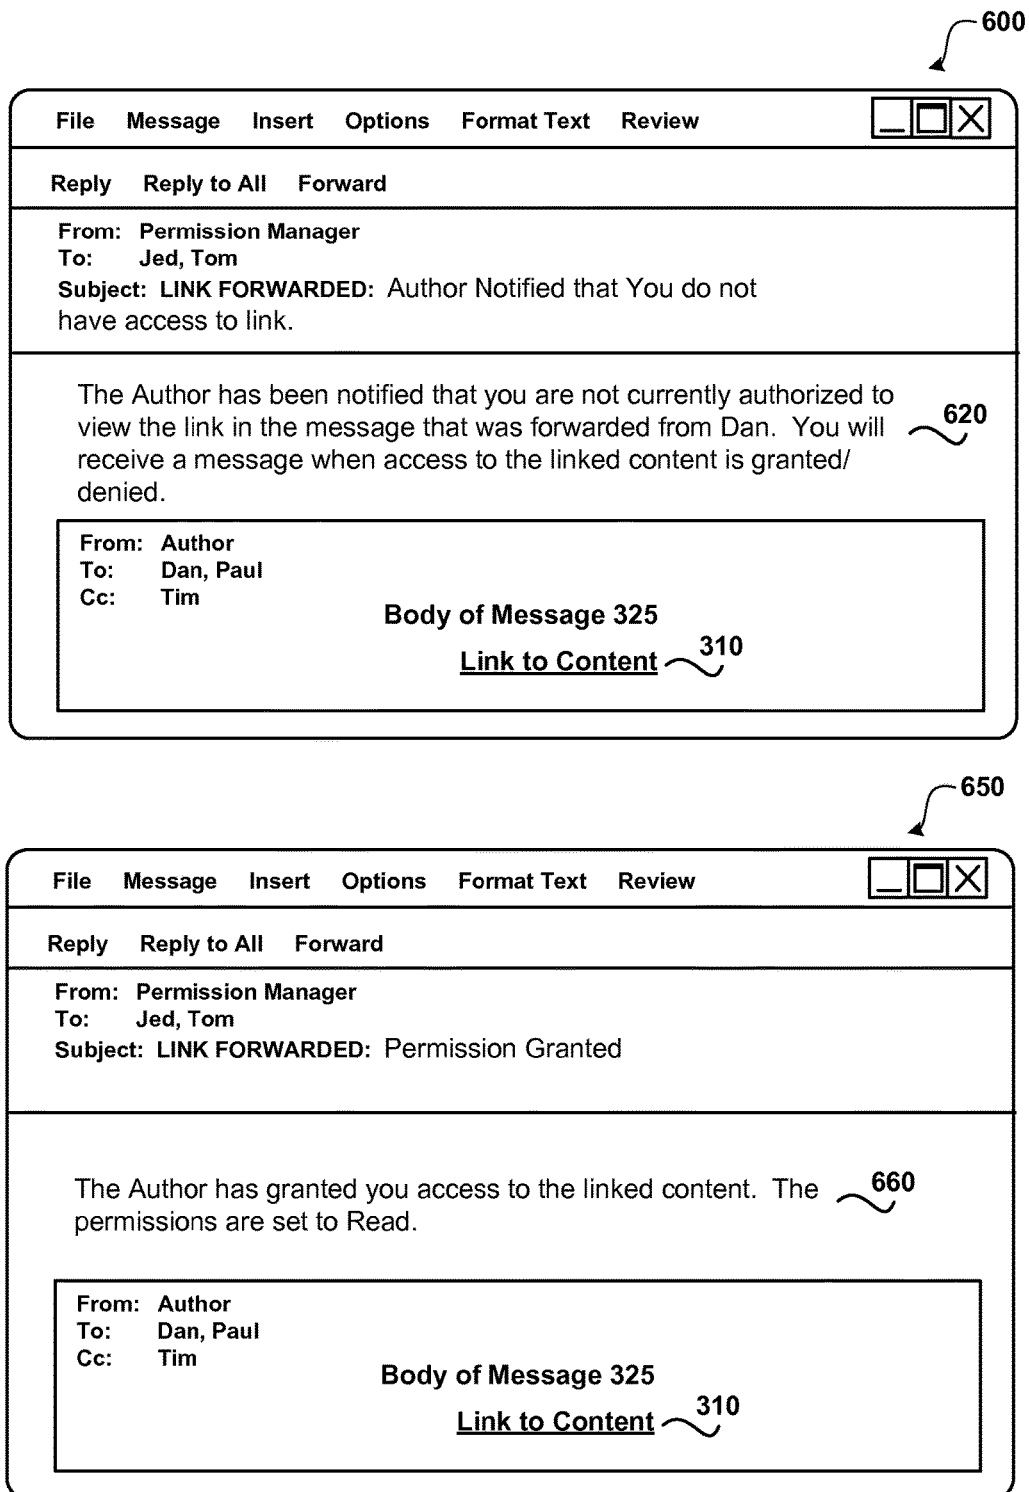 600
File Message Insert Options Format Text Review
Reply Reply to All Forward
From: Permission Manager
To: Jed, Tom
Subject: LINK FORWARDED: Author Notified that You do not
have access to link.
The Author has been notified that you are not currently authorized to
view the link in the message that was forwarded from Dan. You will
receive a message when access to the linked content is granted/
denied.
620
From: Author
To: Dan, Paul
Cc: Tim
Body of Message 325
Link to Content
310
650
File Message Insert Options Format Text Review
Reply Reply to All Forward
From: Permission Manager
To: Jed, Tom
Subject: LINK FORWARDED: Permission Granted
The Author has granted you access to the linked content. The
permissions are set to Read.
660
From: Author
To: Dan, Paul
Cc: Tim
Body of Message 325
Link to Content
310